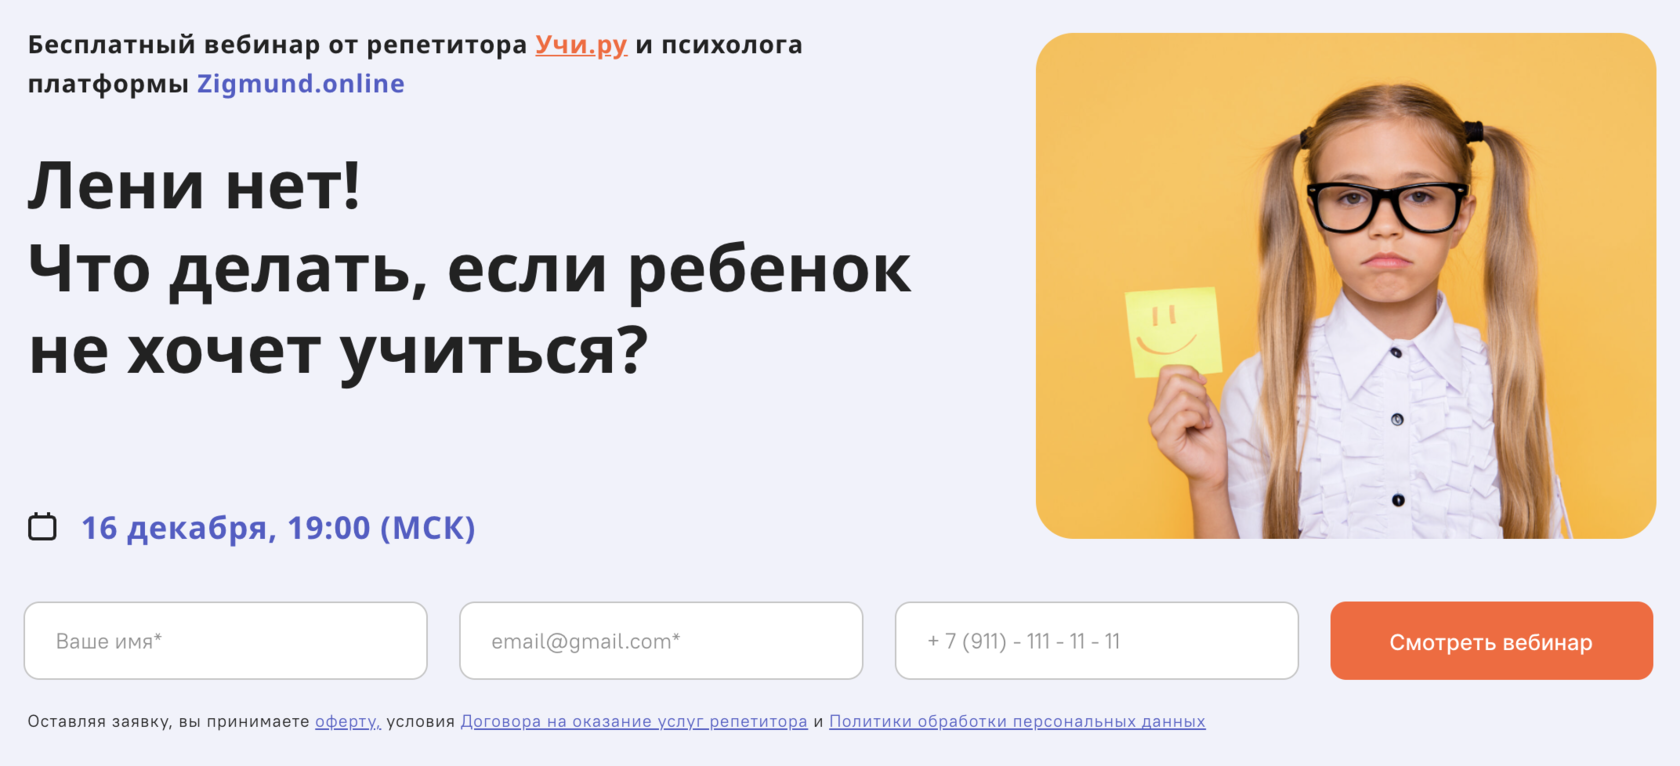 Бесплатный вебинар от репетитора Учи.ру и психолога
платформы Zigmund.online
Лени нет!
Что делать, если ребенок
не хочет учиться?
16 декабря, 19:00 (МСК)
Ваше имя*
email@gmail.com*
+ 7 (911) - 111 - 11 - 11
Смотреть вебинар
Оставляя заявку, вы принимаете оферту, условия Договора на оказание услуг репетитора и Политики обработки персональных данных